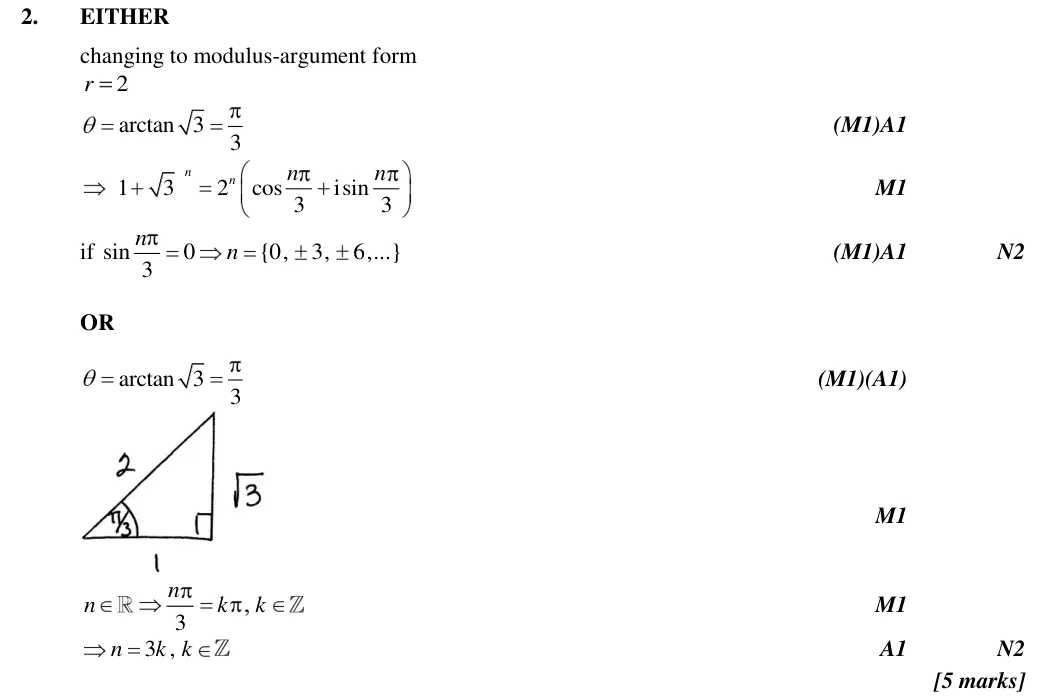 2. EITHER
changing to modulus-argument form
r = 2
θ = arctan √3 = π/3 (M1)A1
⇒ 1+ √3 ⁿ = 2ⁿ (cos nπ/3 + i sin nπ/3) M1
if sin nπ/3 = 0 ⇒ n = {0, ± 3, ± 6,...} (M1)A1 N2
OR
θ = arctan √3 = π/3 (M1)(A1)
2
√3
π/3
M1
1
n ∈ ℝ ⇒ nπ/3 = kπ, k ∈ ℤ M1
⇒ n = 3k, k ∈ ℤ A1 N2
[5 marks]